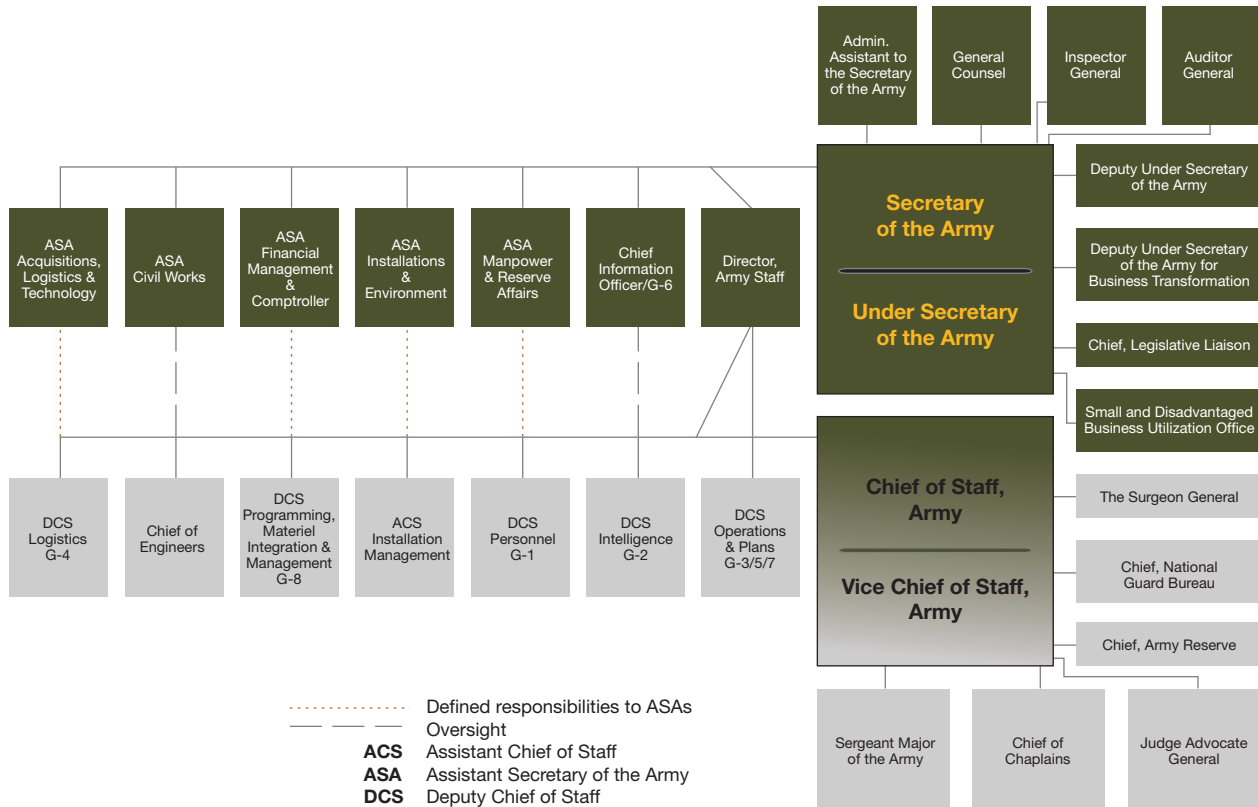 Admin.
Assistant to
the Secretary
of the Army
General
Counsel
Inspector
General
Auditor
General
Secretary
of the Army
Under Secretary
of the Army
Deputy Under Secretary
of the Army
Deputy Under Secretary
of the Army for
Business Transformation
Chief, Legislative Liaison
Small and Disadvantaged
Business Utilization Office
ASA
Acquisitions,
Logistics &
Technology
ASA
Civil Works
ASA
Financial
Management
&
Comptroller
ASA
Installations
&
Environment
ASA
Manpower
& Reserve
Affairs
Chief
Information
Officer/G-6
Director,
Army Staff
DCS
Logistics
G-4
Chief of
Engineers
DCS
Programming,
Materiel
Integration &
Management
G-8
ACS
Installation
Management
DCS
Personnel
G-1
DCS
Intelligence
G-2
DCS
Operations
& Plans
G-3/5/7
Chief of Staff,
Army
Vice Chief of Staff,
Army
The Surgeon General
Chief, National
Guard Bureau
Chief, Army Reserve
Sergeant Major
of the Army
Chief of
Chaplains
Judge Advocate
General
Defined responsibilities to ASAs
Oversight
ACS Assistant Chief of Staff
ASA Assistant Secretary of the Army
DCS Deputy Chief of Staff